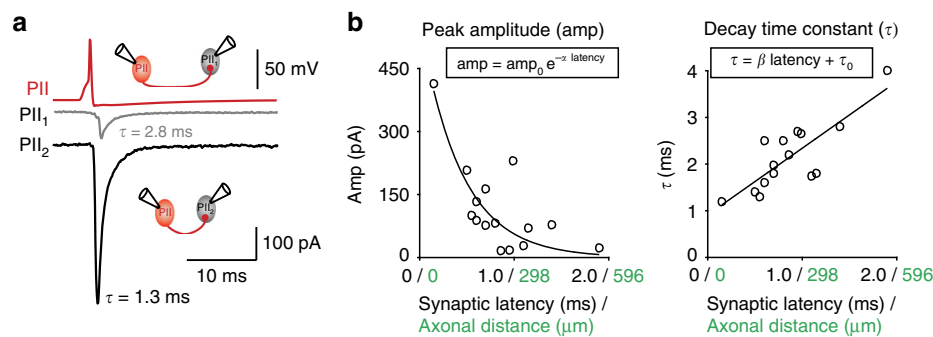 a
PII
PII1
50 mV
PII
PII1
τ = 2.8 ms
PII2
PII
PII2
100 pA
10 ms
τ = 1.3 ms
b
Peak amplitude (amp)
amp = amp0 e-α latency
450
300
150
0
Amp (pA)
0 / 0
1.0 / 298
2.0 / 596
Synaptic latency (ms) /
Axonal distance (μm)
Decay time constant (τ)
τ = β latency + τ0
4
3
2
1
0
τ (ms)
0 / 0
1.0 / 298
2.0 / 596
Synaptic latency (ms) /
Axonal distance (μm)